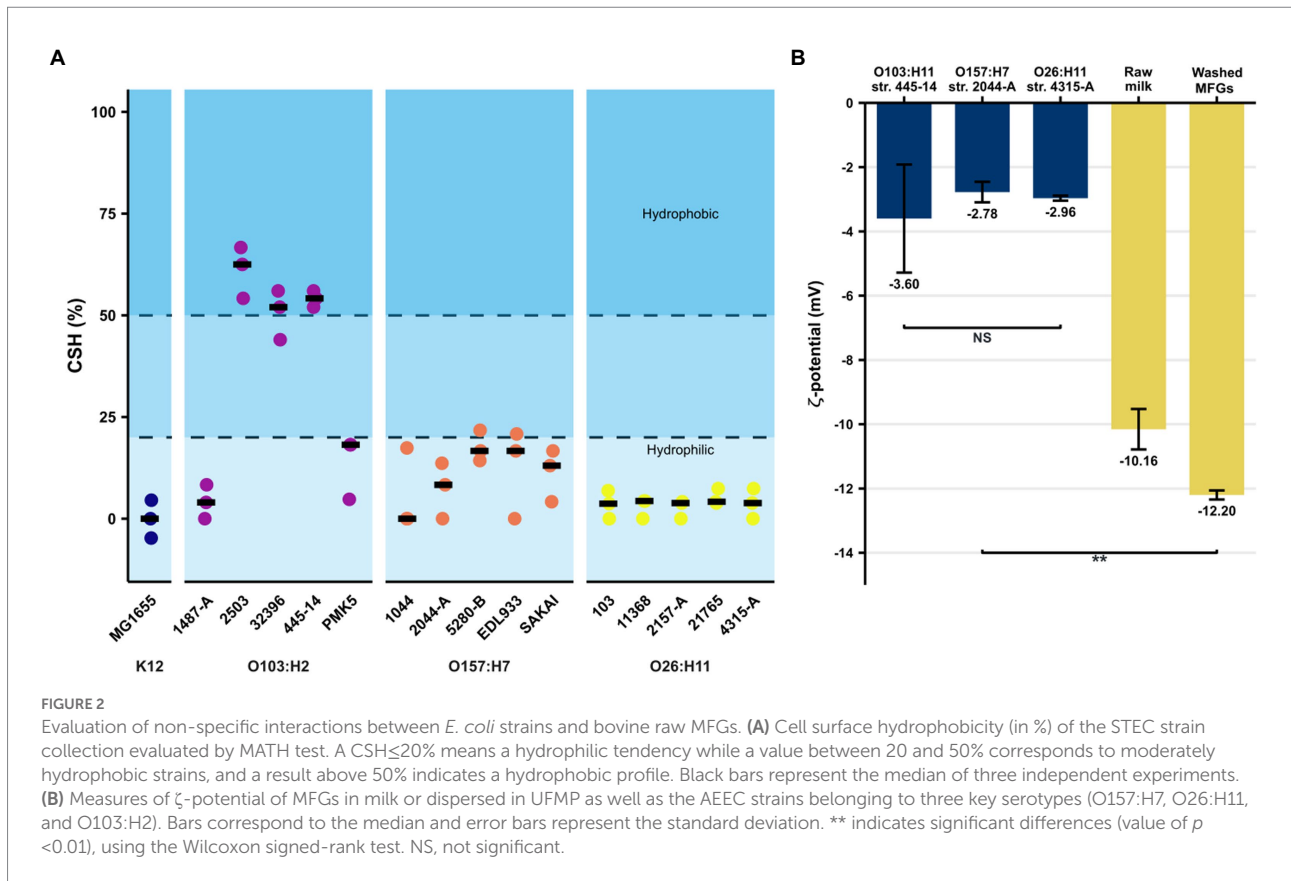 A
CSH (%)
100
75
50
25
0
Hydrophobic
Hydrophilic
MG1655
1487-A
2503
32396
445-14
PMK5
1044
2044-A
5280-B
EDL933
SAKAI
103
11368
2157-A
21765
4315-A
K12
O103:H2
O157:H7
O26:H11
B
O103:H11
str. 445-14
O157:H7
str. 2044-A
O26:H11
str. 4315-A
Raw
milk
Washed
MFGs
ζ-potential (mV)
0
-2
-4
-6
-8
-10
-12
-14
-3.60
-2.78
-2.96
-10.16
-12.20
NS
**
FIGURE 2
Evaluation of non-specific interactions between E. coli strains and bovine raw MFGs. (A) Cell surface hydrophobicity (in %) of the STEC strain
collection evaluated by MATH test. A CSH≤20% means a hydrophilic tendency while a value between 20 and 50% corresponds to moderately
hydrophobic strains, and a result above 50% indicates a hydrophobic profile. Black bars represent the median of three independent experiments.
(B) Measures of ζ-potential of MFGs in milk or dispersed in UFMP as well as the AEEC strains belonging to three key serotypes (O157:H7, O26:H11,
and O103:H2). Bars correspond to the median and error bars represent the standard deviation. ** indicates significant differences (value of p
<0.01), using the Wilcoxon signed-rank test. NS, not significant.